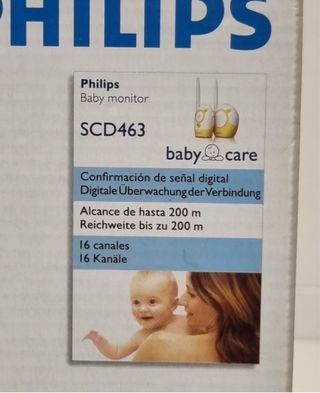 PHILIPS
Philips
Baby monitor
SCD463
baby care
Confirmación de señal digital
Digitale Überwachung der Verbindung
Alcance de hasta 200 m
Reichweite bis zu 200 m
16 canales
16 Kanäle